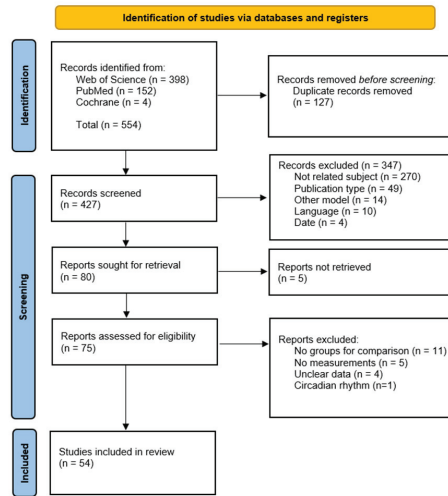 Identification of studies via databases and registers
Identification
Records identified from:
Web of Science (n = 398)
PubMed (n = 152)
Cochrane (n = 4)
Total (n = 554)
Records removed before screening:
Duplicate records removed
(n = 127)
Screening
Records screened
(n = 427)
Records excluded (n = 347)
Not related subject (n = 270)
Publication type (n = 49)
Other model (n = 14)
Language (n = 10)
Date (n = 4)
Reports sought for retrieval
(n = 80)
Reports not retrieved
(n = 5)
Reports assessed for eligibility
(n = 75)
Reports excluded:
No groups for comparison (n = 11)
No measurements (n = 5)
Unclear data (n = 4)
Circadian rhythm (n=1)
Included
Studies included in review
(n = 54)